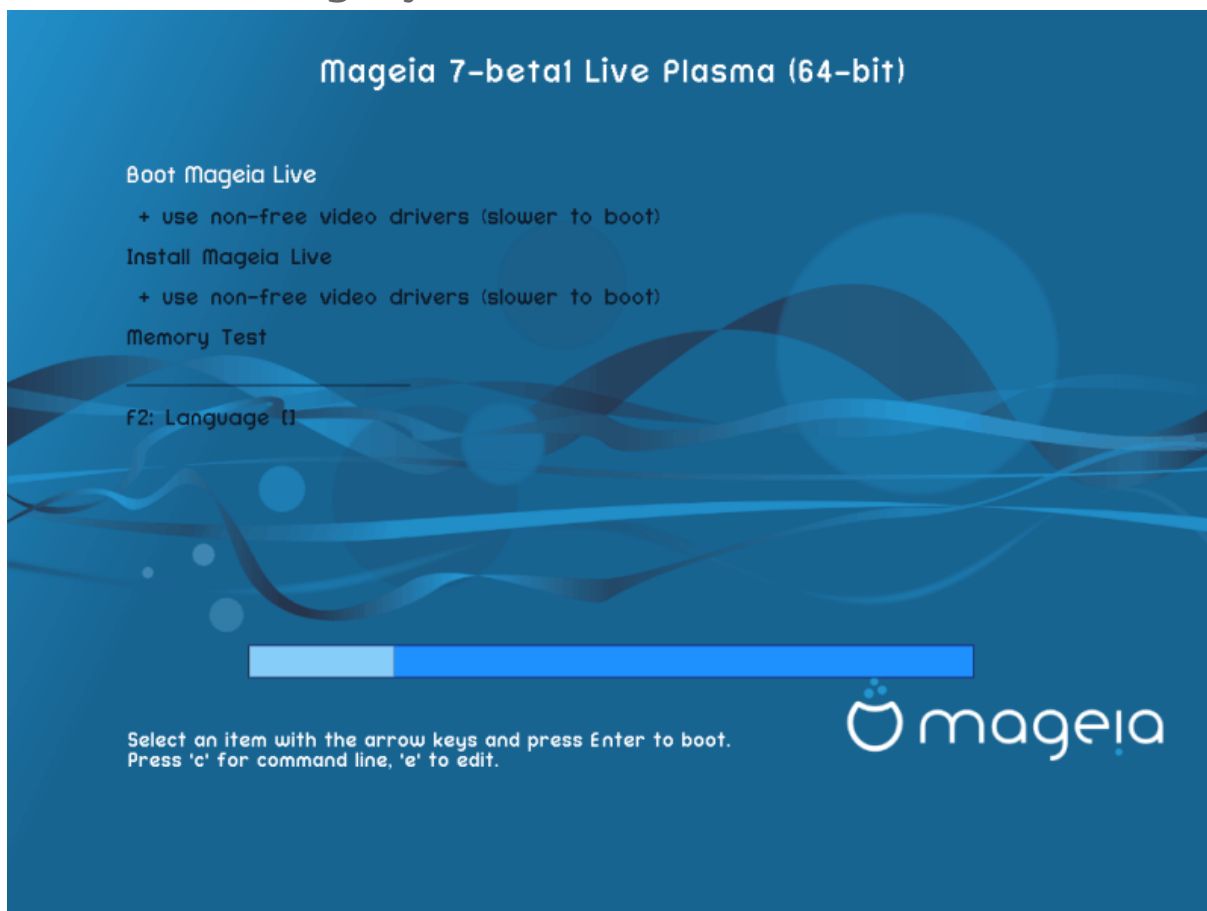 Mageia 7-beta1 Live Plasma (64-bit)
Boot Mageia Live
+ use non-free video drivers (slower to boot)
Install Mageia Live
+ use non-free video drivers (slower to boot)
Memory Test
F2: Language []
mageia
Select an item with the arrow keys and press Enter to boot.
Press 'c' for command line, 'e' to edit.